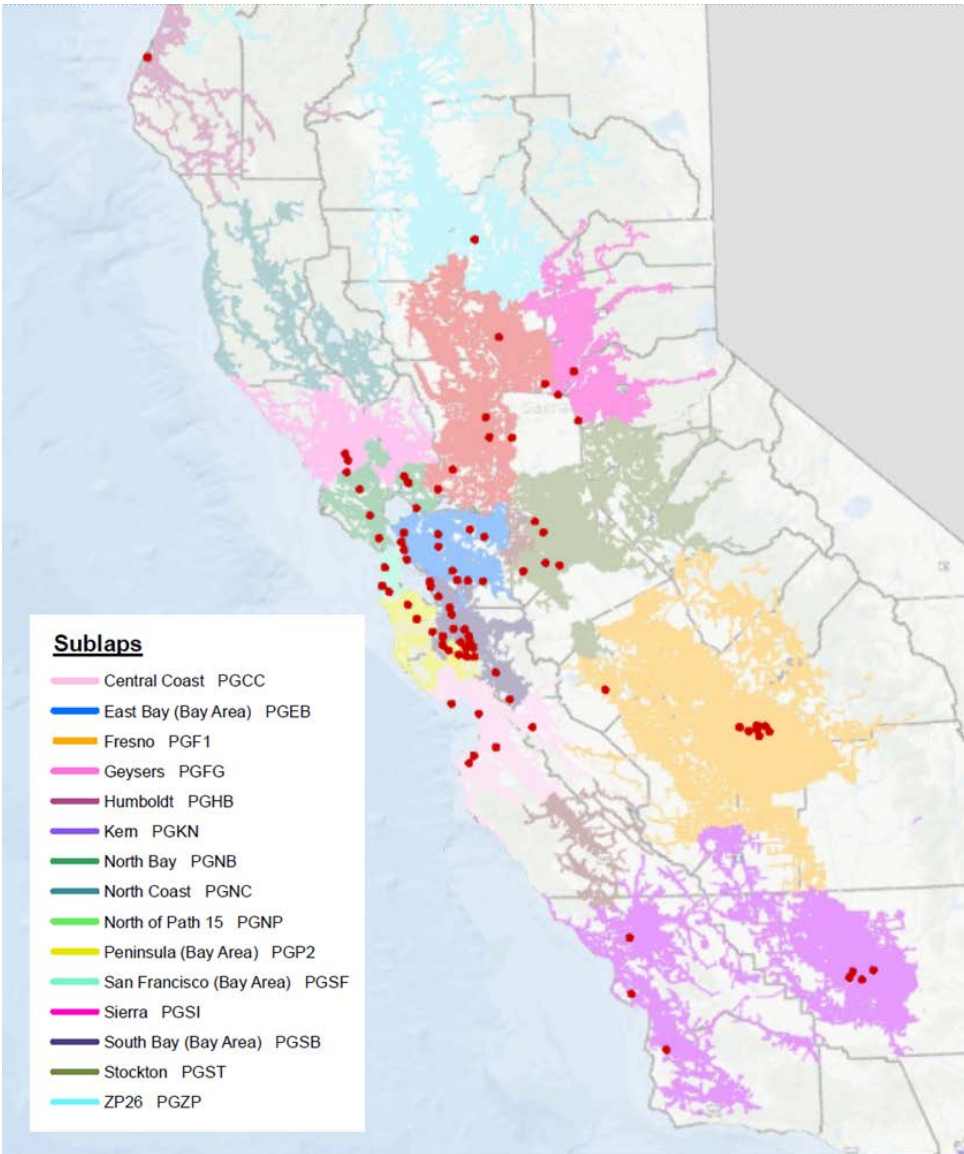 Sacra
Sublaps
Central Coast PGCC
East Bay (Bay Area) PGEB
Fresno PGF1
Geysers PGFG
Humboldt PGHB
Kern PGKN
North Bay PGNB
North Coast PGNC
North of Path 15 PGNP
Peninsula (Bay Area) PGP2
San Francisco (Bay Area) PGSF
Sierra PGSI
South Bay (Bay Area) PGSB
Stockton PGST
ZP26 PGZP